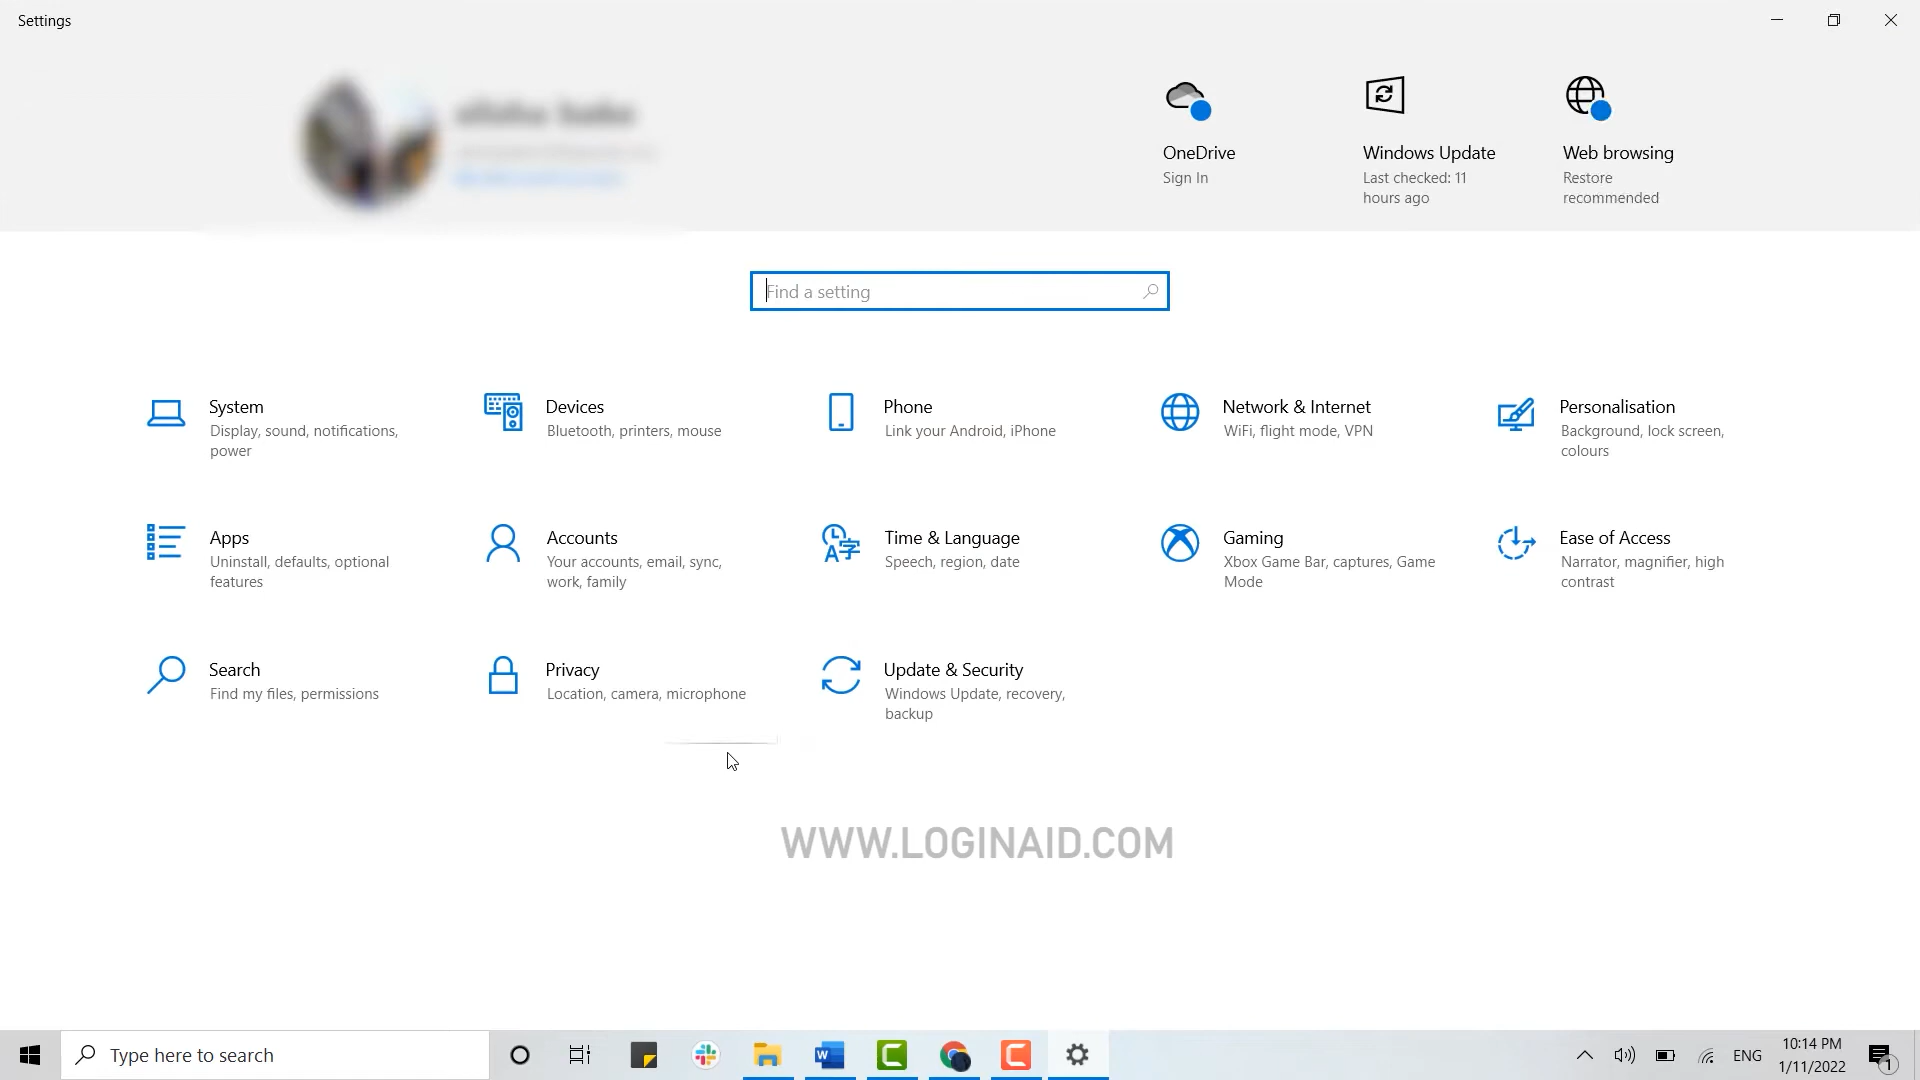 Settings
OneDrive
Sign In
Windows Update
Last checked: 11
hours ago
Web browsing
Restore
recommended
Find a setting
System
Display, sound, notifications,
power
Devices
Bluetooth, printers, mouse
Phone
Link your Android, iPhone
Network & Internet
WiFi, flight mode, VPN
Personalisation
Background, lock screen,
colours
Apps
Uninstall, defaults, optional
features
Accounts
Your accounts, email, sync,
work, family
Time & Language
Speech, region, date
Gaming
Xbox Game Bar, captures, Game
Mode
Ease of Access
Narrator, magnifier, high
contrast
Search
Find my files, permissions
Privacy
Location, camera, microphone
Update & Security
Windows Update, recovery,
backup
WWW.LOGINAID.COM
Type here to search
ENG
10:14 PM
1/11/2022
1